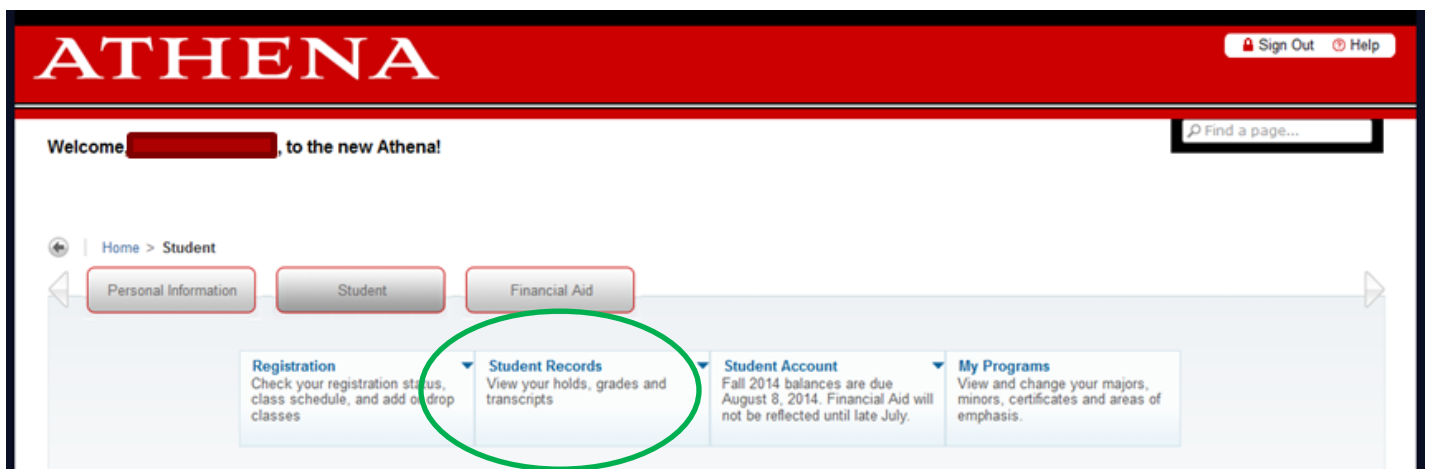 ATHENA
Sign Out Help
Welcome, , to the new Athena!
Find a page...
Home > Student
Personal Information
Student
Financial Aid
Registration
Check your registration status,
class schedule, and add or drop
classes
Student Records
View your holds, grades and
transcripts
Student Account
Fall 2014 balances are due
August 8, 2014. Financial Aid will
not be reflected until late July.
My Programs
View and change your majors,
minors, certificates and areas of
emphasis.